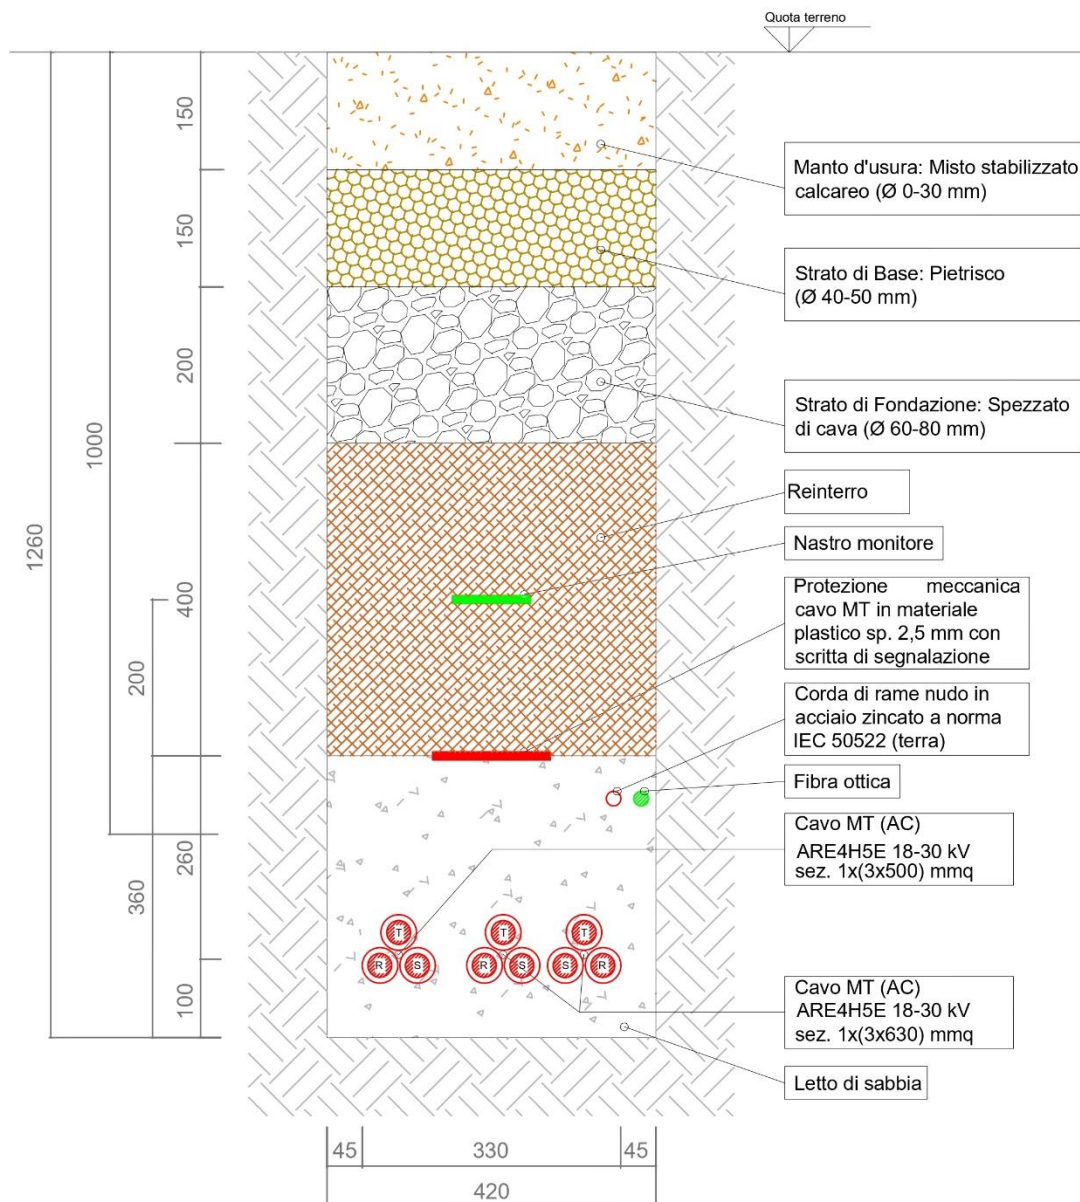 Quota terreno
150
150
200
1000
1260
400
200
260
360
100
Manto d'usura: Misto stabilizzato
calcareo (Ø 0-30 mm)
Strato di Base: Pietrisco
(Ø 40-50 mm)
Strato di Fondazione: Spezzato
di cava (Ø 60-80 mm)
Reinterro
Nastro monitore
Protezione meccanica
cavo MT in materiale
plastico sp. 2,5 mm con
scritta di segnalazione
Corda di rame nudo in
acciaio zincato a norma
IEC 50522 (terra)
Fibra ottica
Cavo MT (AC)
ARE4H5E 18-30 kV
sez. 1x(3x500) mmq
T T T
R S R S S R
Cavo MT (AC)
ARE4H5E 18-30 kV
sez. 1x(3x630) mmq
Letto di sabbia
45 330 45
420